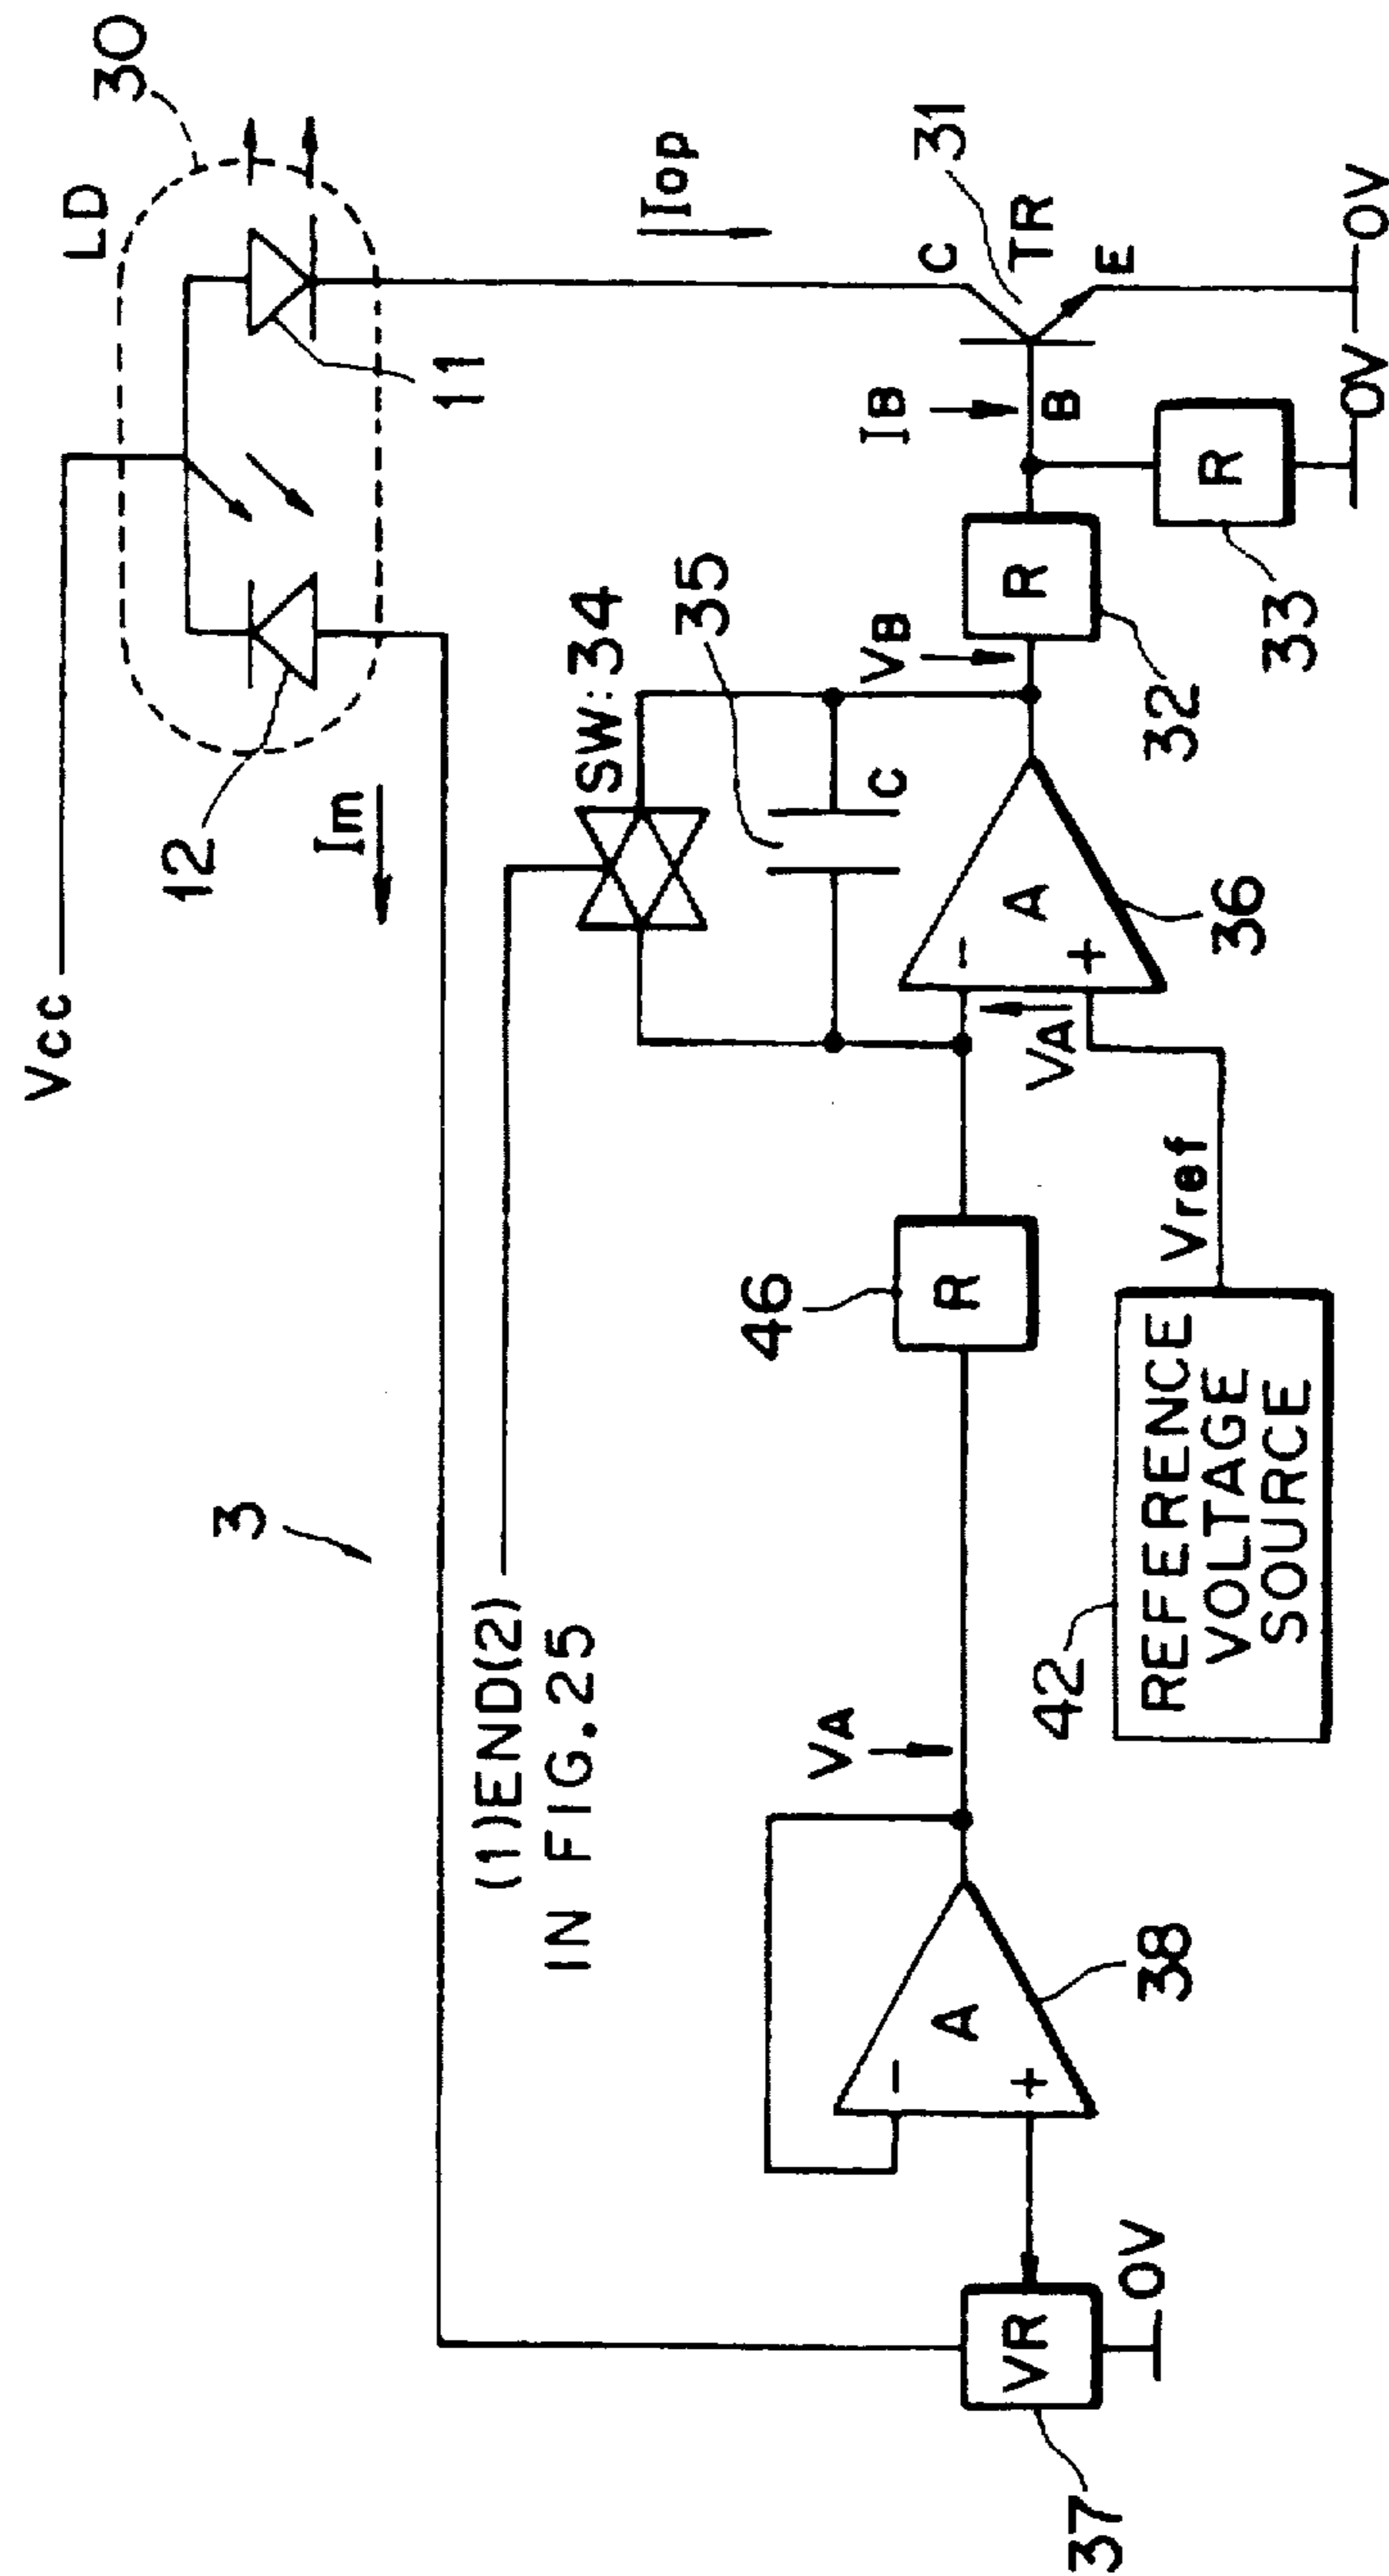 Vcc
LD
30
11
12
Im
Iop
3
(1)END(2)
IN FIG.25
SW:34
35
C
VB
IB
C
31
TR
B
E
R
32
R
33
0V
0V
46
R
A
-
+
36
VA
VA
Vref
42
REFERENCE
VOLTAGE
SOURCE
A
-
+
38
VR
37
0V